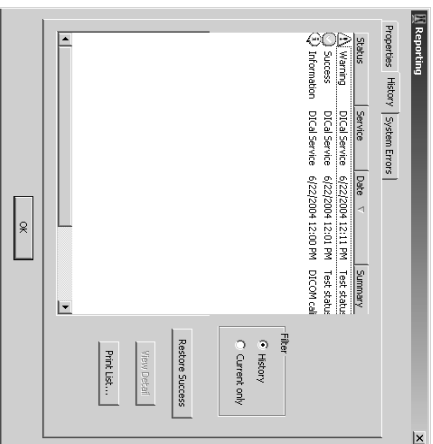 Reporting
Properties History System Errors
Status Service Date Summary
Warning DICal Service 6/22/2004 12:11 PM Test status
Success DICal Service 6/22/2004 12:01 PM Test status
Information DICal Service 6/22/2004 12:00 PM DICOM cali
Filter
History
Current only
Restore Success
View Detail
Print List...
OK